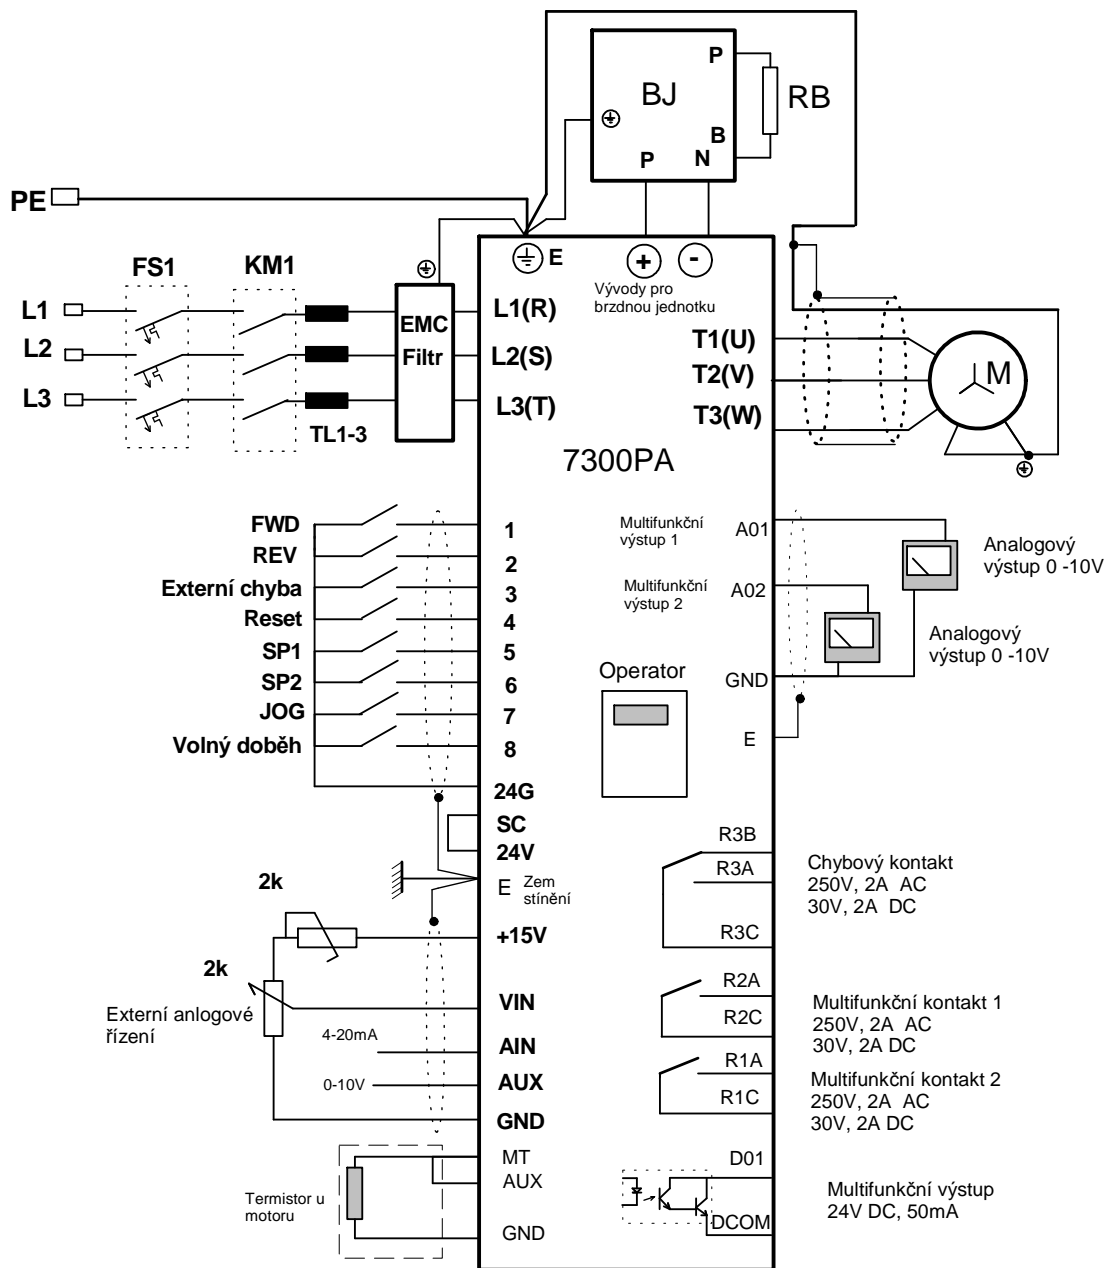 P
BJ
RB
B
P N
PE
E
+ -
Vývody pro
brzdnou jednotku
FS1 KM1
L1
L2
L3
TL1-3
EMC
Filtr
L1(R)
L2(S)
L3(T)
T1(U)
T2(V)
T3(W)
M
7300PA
FWD 1
REV 2
Externí chyba 3
Reset 4
SP1 5
SP2 6
JOG 7
Volný doběh 8
24G
SC
24V
E Zem
stínění
Multifunkční
výstup 1
A01
Analogový
výstup 0 -10V
Multifunkční
výstup 2
A02
Analogový
výstup 0 -10V
GND
E
Operator
2k
+15V
2k
VIN
Externí anlogové
řízení
4-20mA
AIN
0-10V
AUX
GND
MT
AUX
Termistor u
motoru
GND
R3B
R3A
R3C
Chybový kontakt
250V, 2A AC
30V, 2A DC
R2A
R2C
Multifunkční kontakt 1
250V, 2A AC
30V, 2A DC
R1A
R1C
Multifunkční kontakt 2
250V, 2A AC
30V, 2A DC
D01
DCOM
Multifunkční výstup
24V DC, 50mA